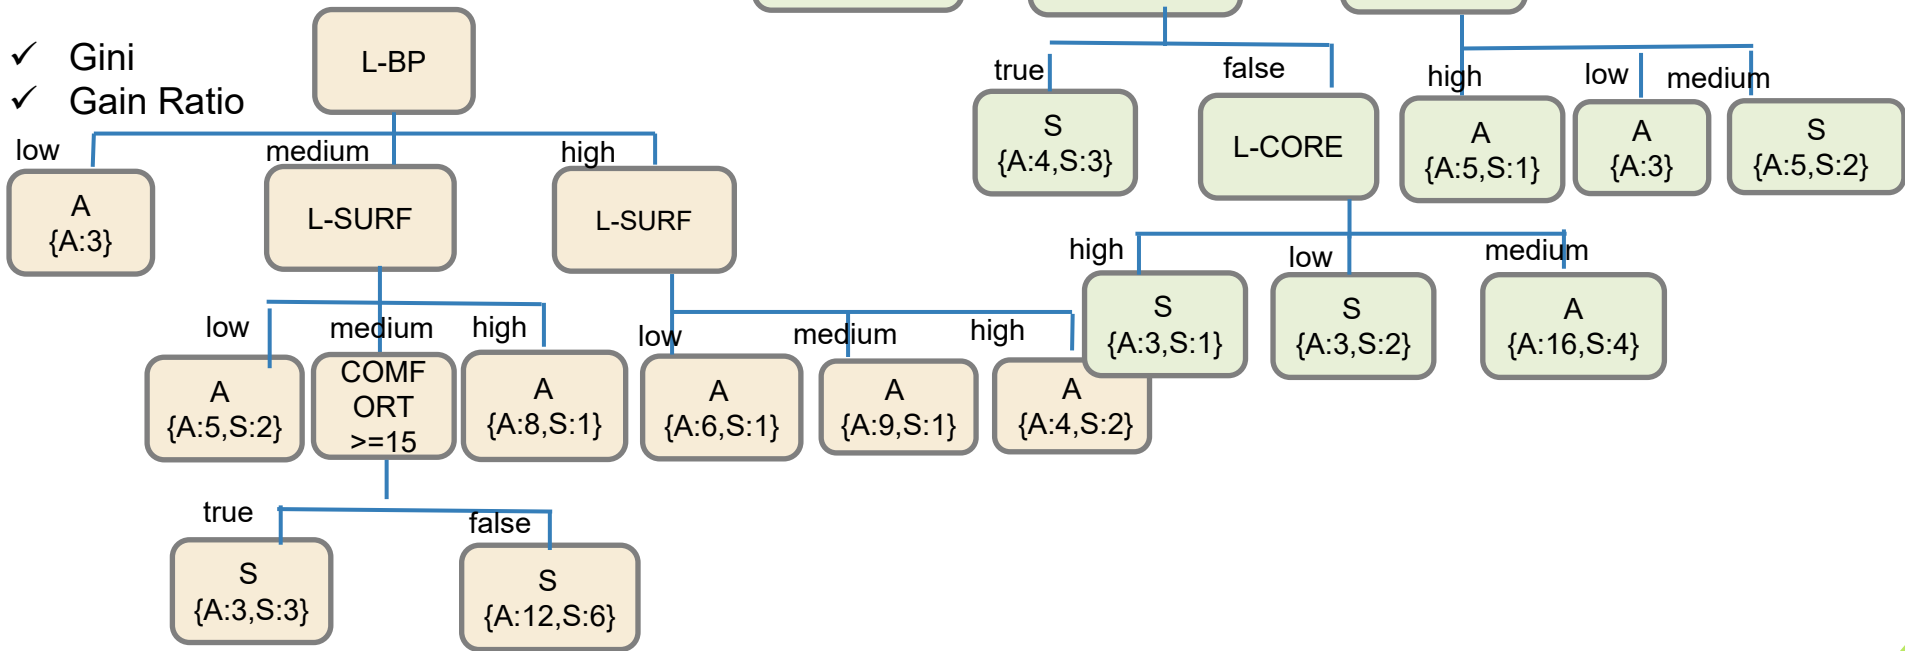 ✓ Gini
✓ Gain Ratio
L-BP
low
medium
high
A
{A:3}
L-SURF
L-SURF
low
medium
high
low
medium
high
A
{A:5,S:2}
COMF
ORT
>=15
A
{A:8,S:1}
A
{A:6,S:1}
A
{A:9,S:1}
A
{A:4,S:2}
true
false
S
{A:3,S:3}
S
{A:12,S:6}
true
false
S
{A:4,S:3}
L-CORE
high
low
medium
S
{A:3,S:1}
S
{A:3,S:2}
A
{A:16,S:4}
high
low
medium
A
{A:5,S:1}
A
{A:3}
S
{A:5,S:2}